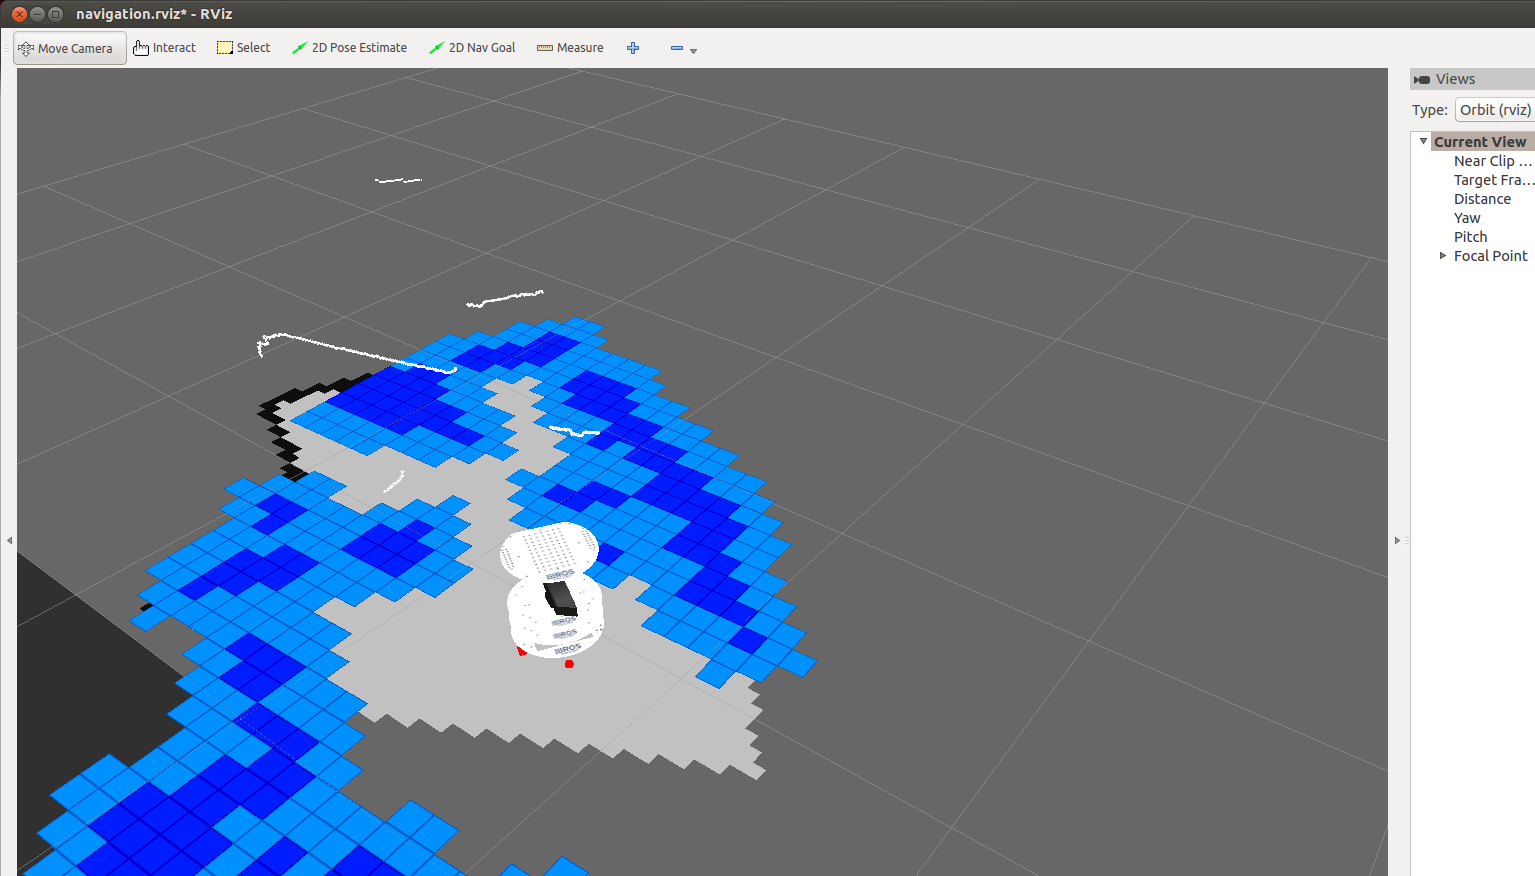 navigation.rviz* - RViz
Move Camera Interact Select 2D Pose Estimate 2D Nav Goal Measure
Views
Type: Orbit (rviz)
Current View
Near Clip ...
Target Fra...
Distance
Yaw
Pitch
Focal Point